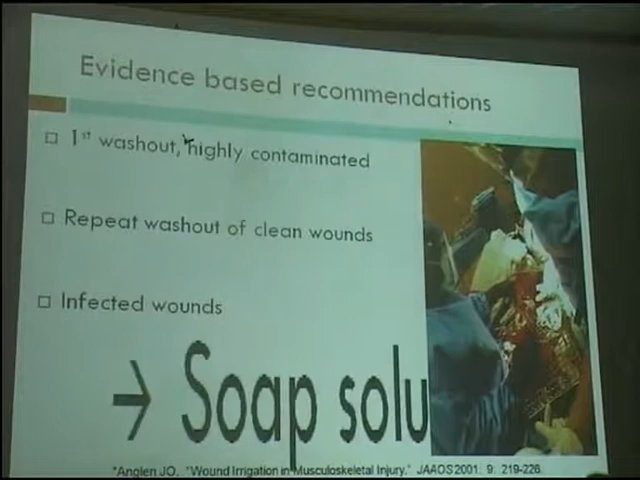 Evidence based recommendations
1st washout, highly contaminated
Repeat washout of clean wounds
Infected wounds
→ Soap solu
*Anglen JO. "Wound Irrigation in Musculoskeletal Injury." JAAOS 2001: 9: 219-226.